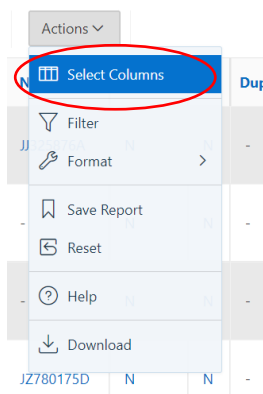 Actions
Select Columns
Dup
Filter
N N -
Format
Save Report
- N N -
Reset
Help
- N N -
Download
JZ780175D N N -